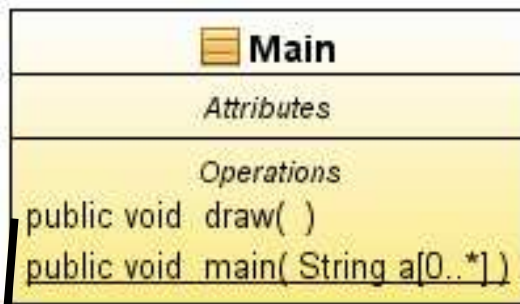 Main
Attributes
Operations
public void draw( )
public void main( String a[0..*] )